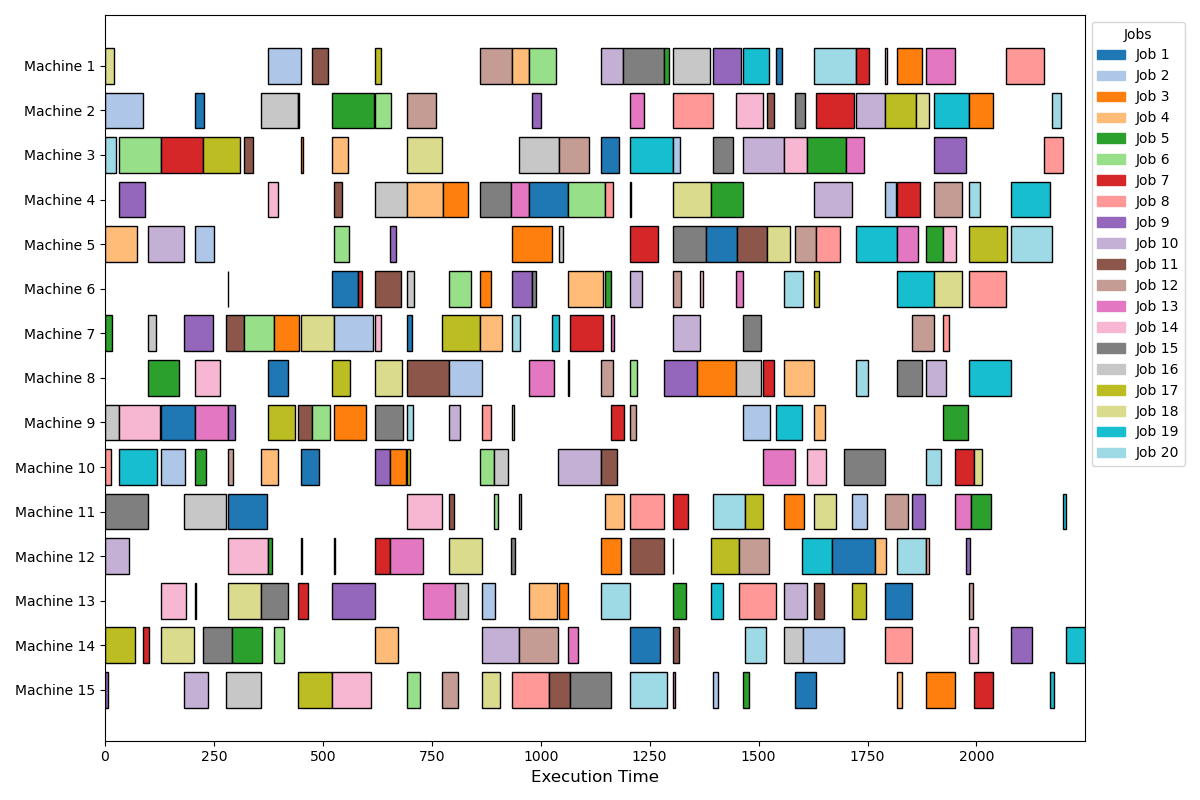 Machine 1
Machine 2
Machine 3
Machine 4
Machine 5
Machine 6
Machine 7
Machine 8
Machine 9
Machine 10
Machine 11
Machine 12
Machine 13
Machine 14
Machine 15
0 250 500 750 1000 1250 1500 1750 2000
Execution Time
Jobs
Job 1
Job 2
Job 3
Job 4
Job 5
Job 6
Job 7
Job 8
Job 9
Job 10
Job 11
Job 12
Job 13
Job 14
Job 15
Job 16
Job 17
Job 18
Job 19
Job 20